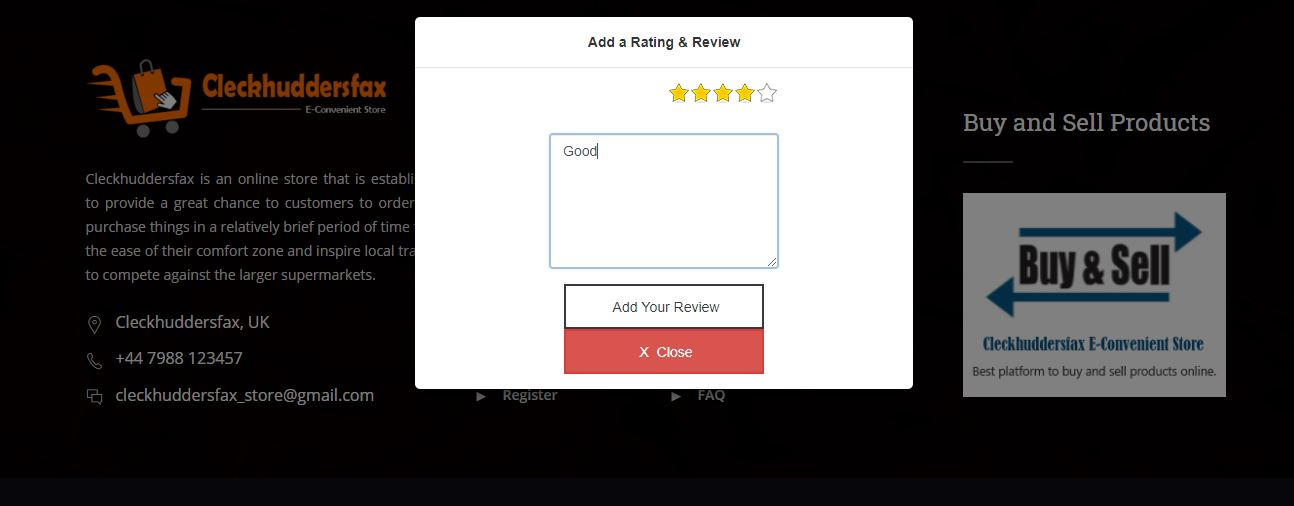 Add a Rating & Review
Cleckhuddersfax
E-Convenient Store
Cleckhuddersfax is an online store that is establi
to provide a great chance to customers to order
purchase things in a relatively brief period of time
the ease of their comfort zone and inspire local tra
to compete against the larger supermarkets.
Cleckhuddersfax, UK
+44 7988 123457
cleckhuddersfax_store@gmail.com
Good
Add Your Review
X Close
Register
FAQ
Buy and Sell Products
Buy & Sell
Cleckhuddersfax E-Convenient Store
Best platform to buy and sell products online.